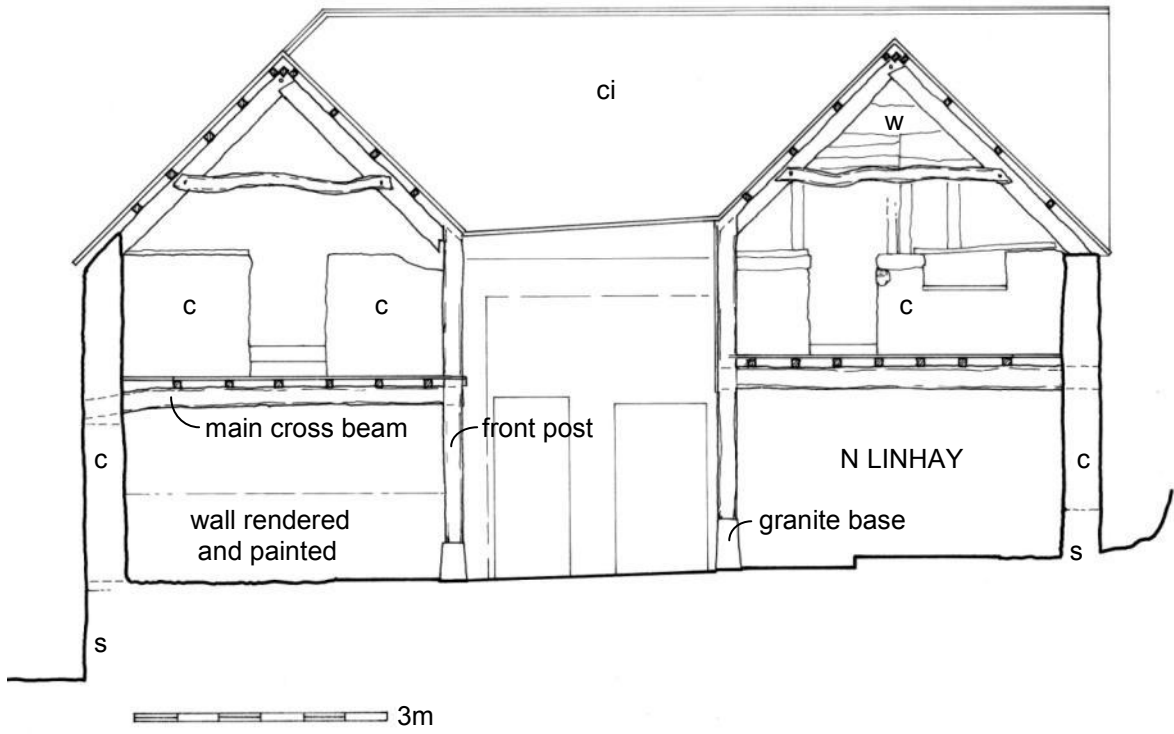 ci
w
c
c
c
main cross beam
front post
c
N LINHAY
c
wall rendered
and painted
granite base
s
s
3m